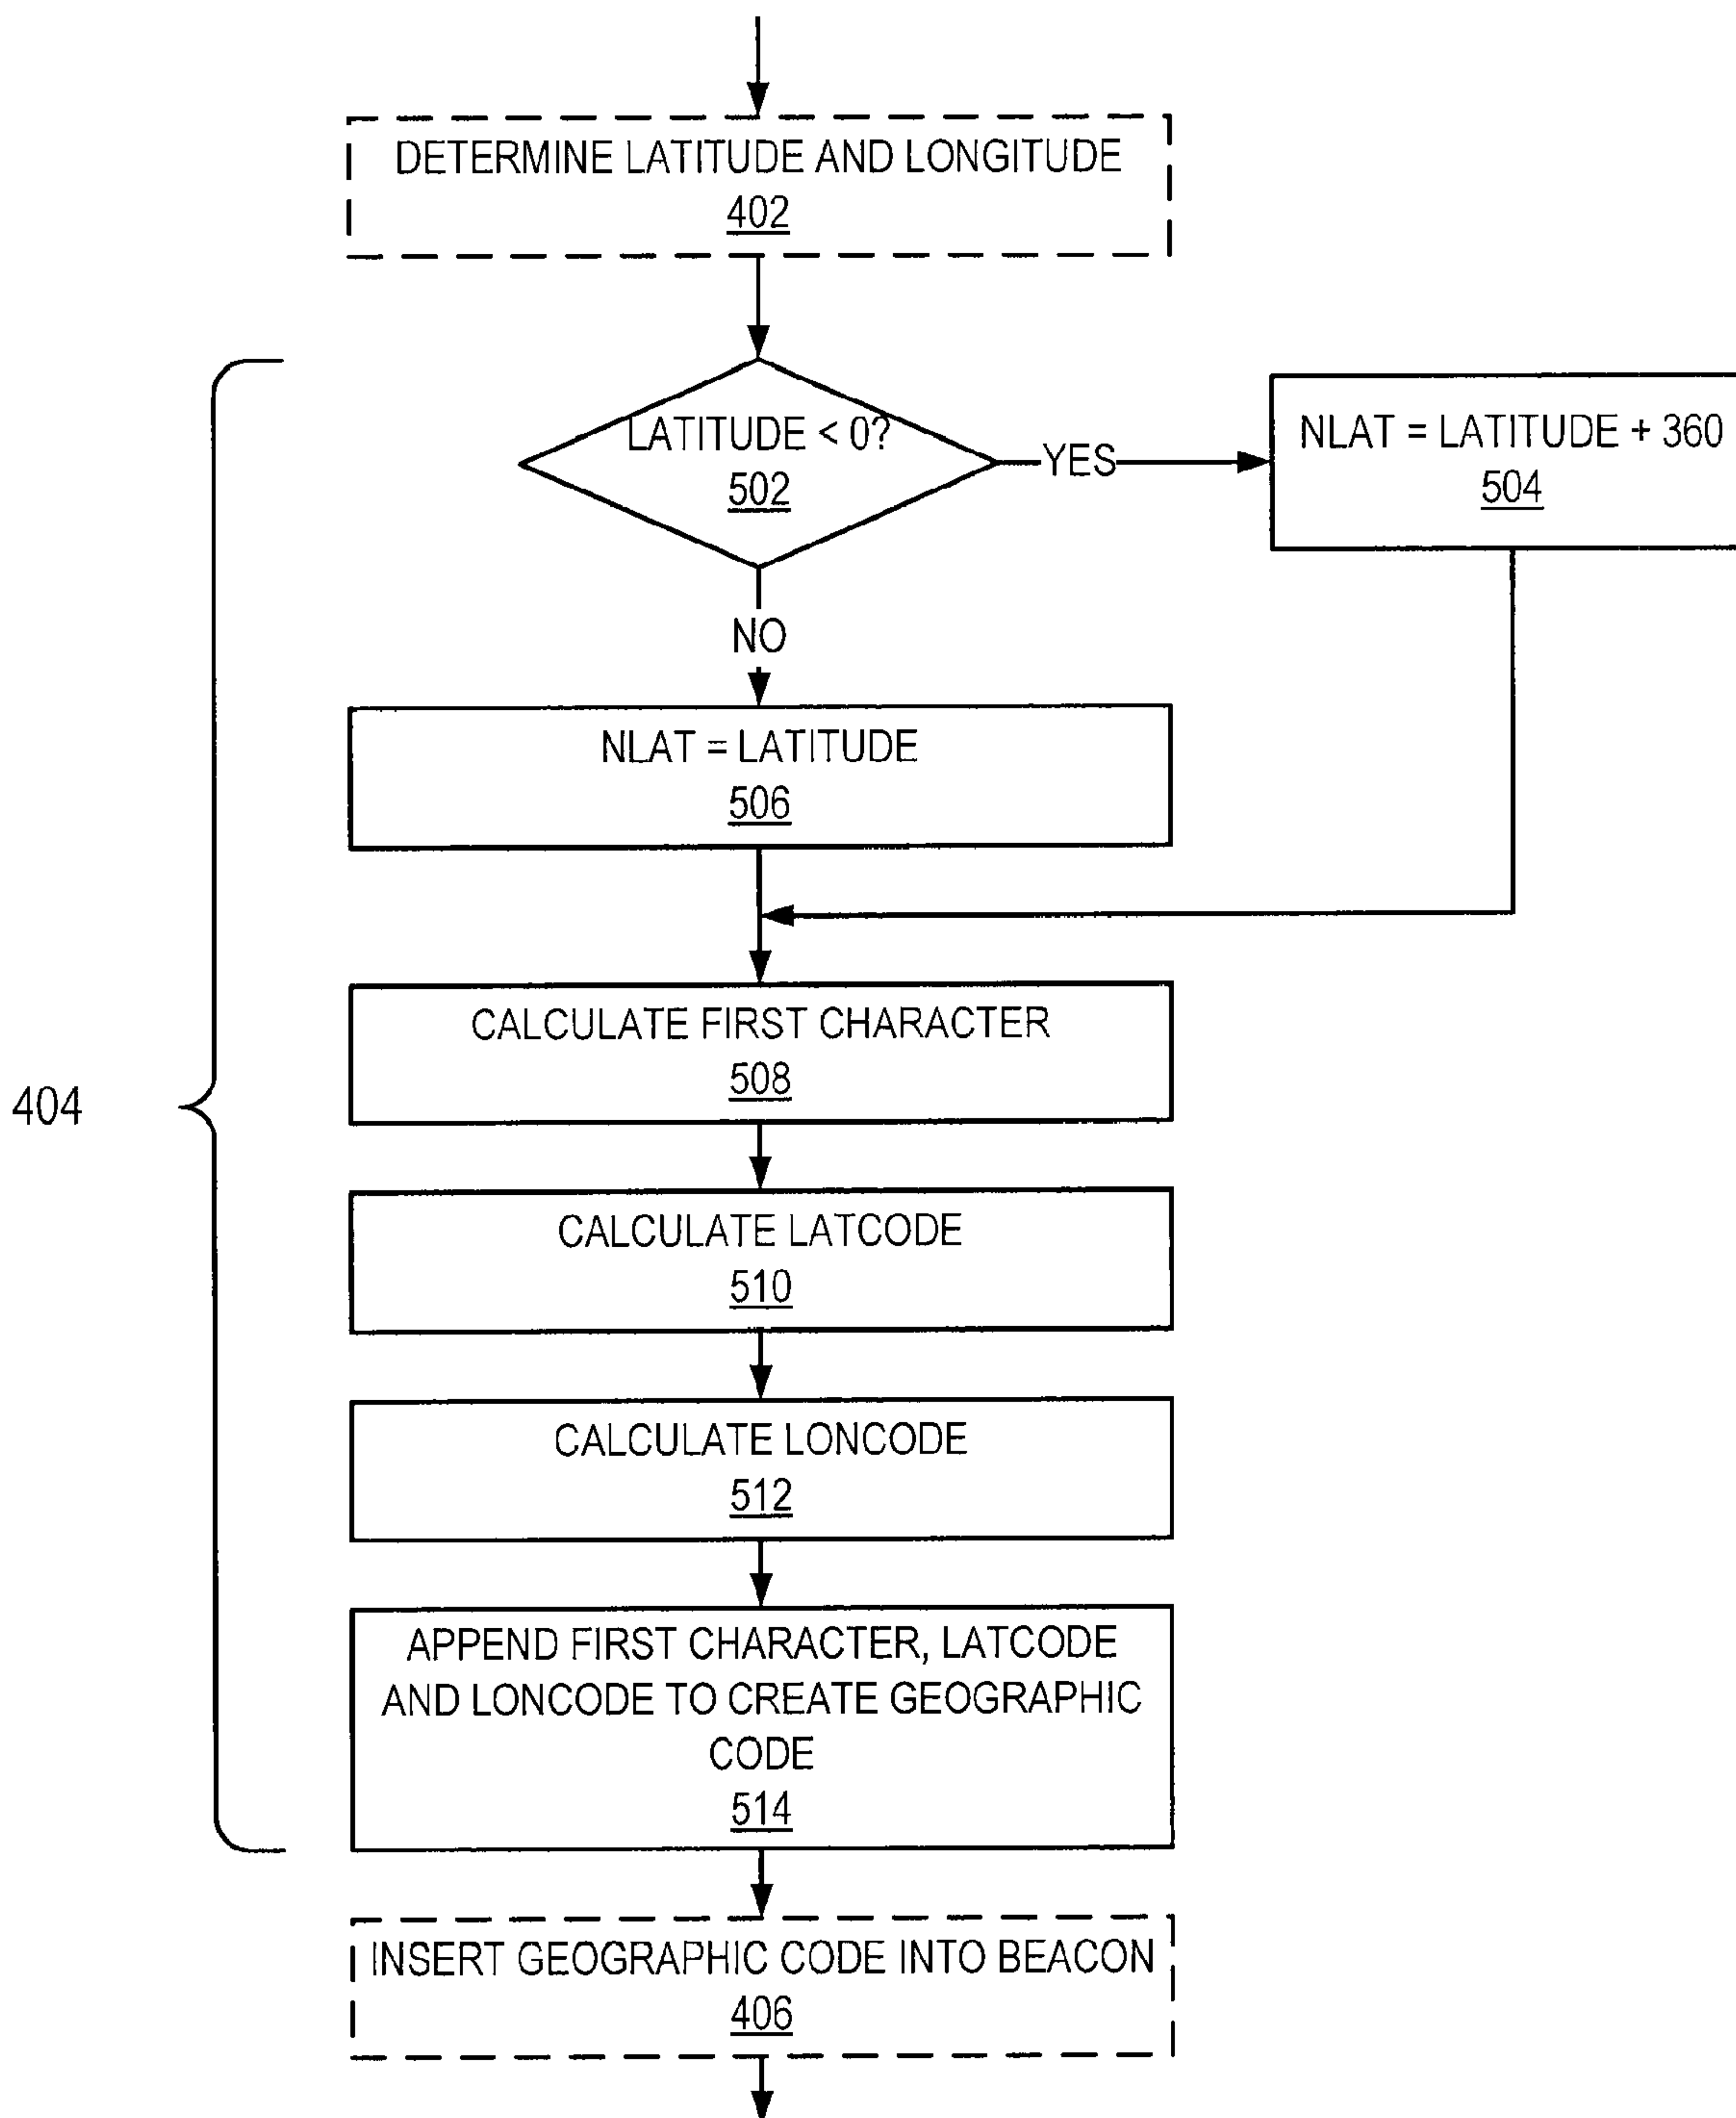 DETERMINE LATITUDE AND LONGITUDE
402
LATITUDE < 0?
502
YES
NLAT = LATITUDE + 360
504
NO
NLAT = LATITUDE
506
CALCULATE FIRST CHARACTER
508
404
CALCULATE LATCODE
510
CALCULATE LONCODE
512
APPEND FIRST CHARACTER, LATCODE
AND LONCODE TO CREATE GEOGRAPHIC
CODE
514
INSERT GEOGRAPHIC CODE INTO BEACON
406